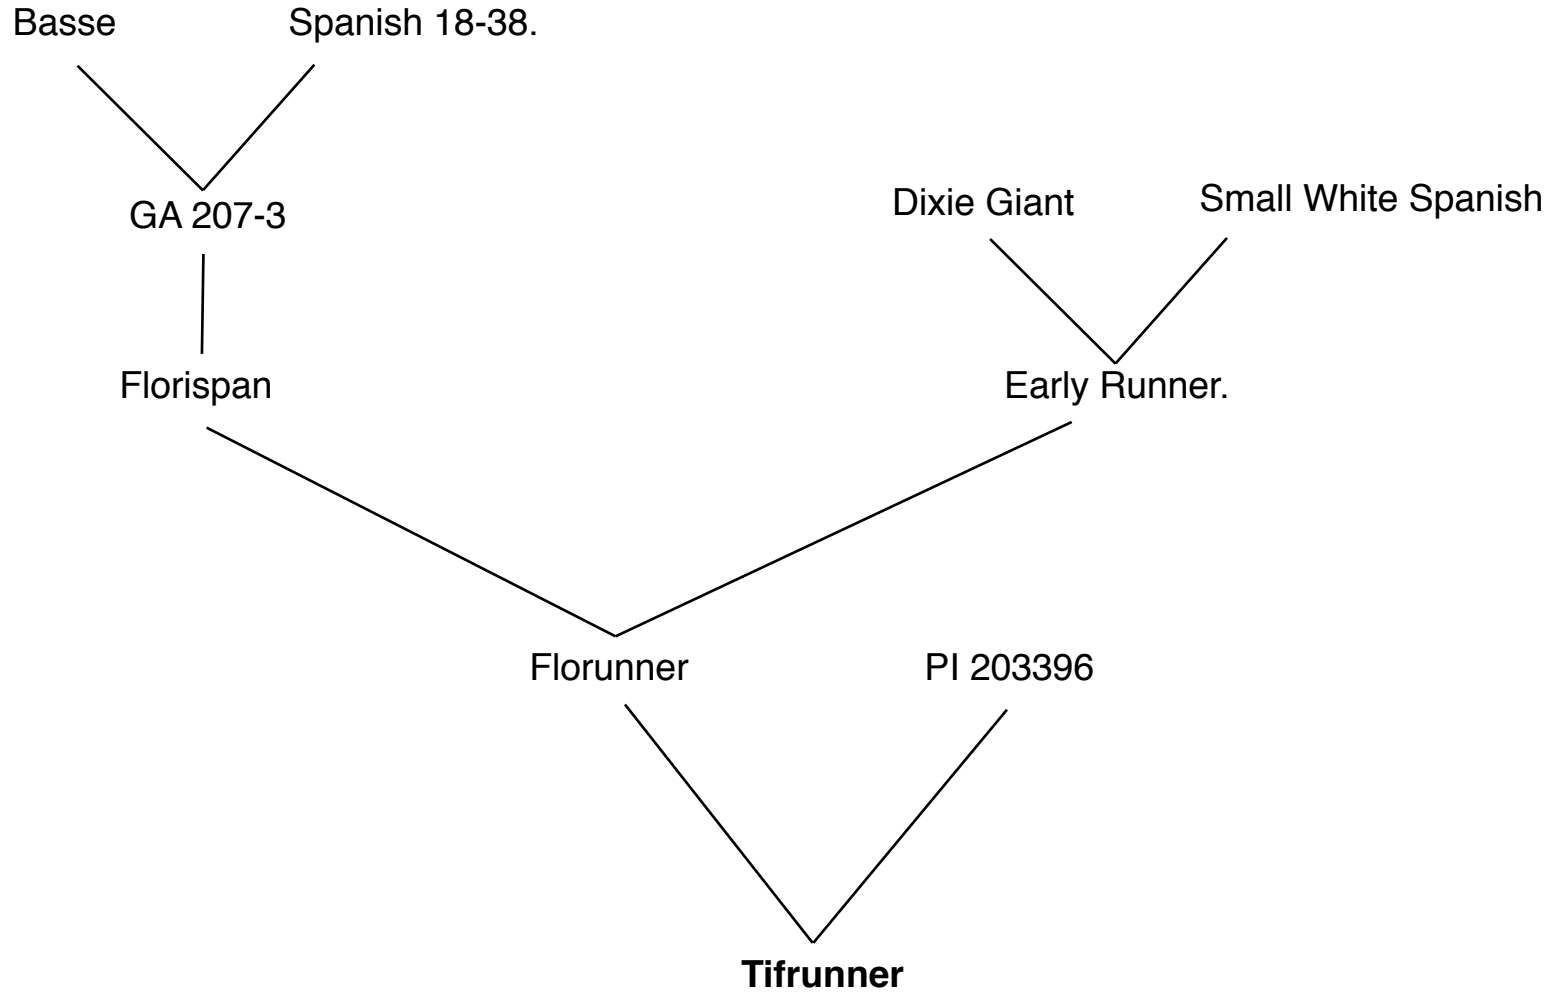 Basse
Spanish 18-38.
GA 207-3
Dixie Giant
Small White Spanish
Florispan
Early Runner.
Florunner
PI 203396
Tifrunner